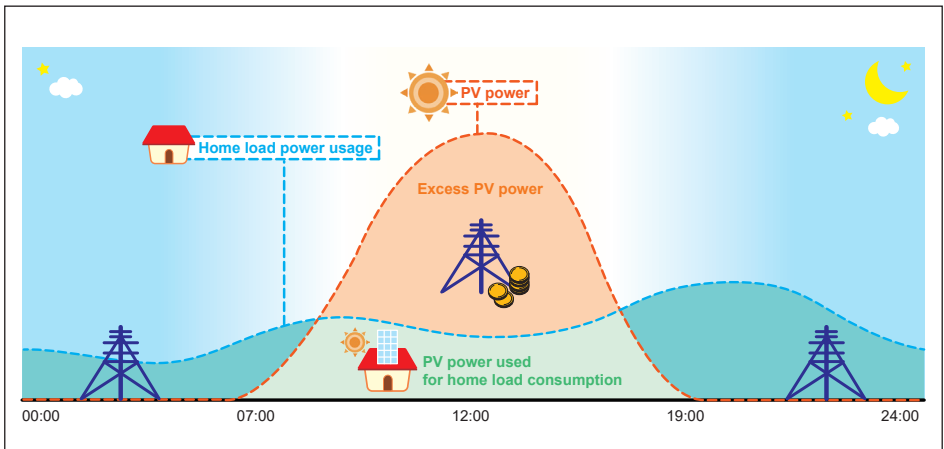 PV power
Home load power usage
Excess PV power
PV power used
for home load consumption
00:00
07:00
12:00
19:00
24:00